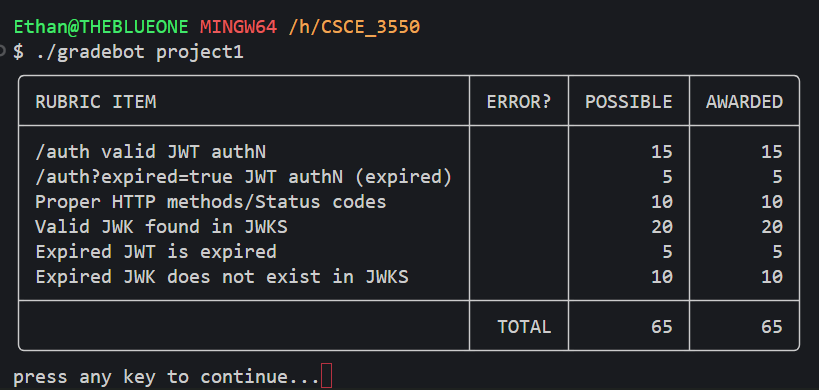 Ethan@THEBLUEONE MINGW64 /h/CSCE_3550
$ ./gradebot project1
RUBRIC ITEM ERROR? POSSIBLE AWARDED
/auth valid JWT authN 15 15
/auth?expired=true JWT authN (expired) 5 5
Proper HTTP methods/Status codes 10 10
Valid JWK found in JWKS 20 20
Expired JWT is expired 5 5
Expired JWK does not exist in JWKS 10 10
TOTAL 65 65
press any key to continue...